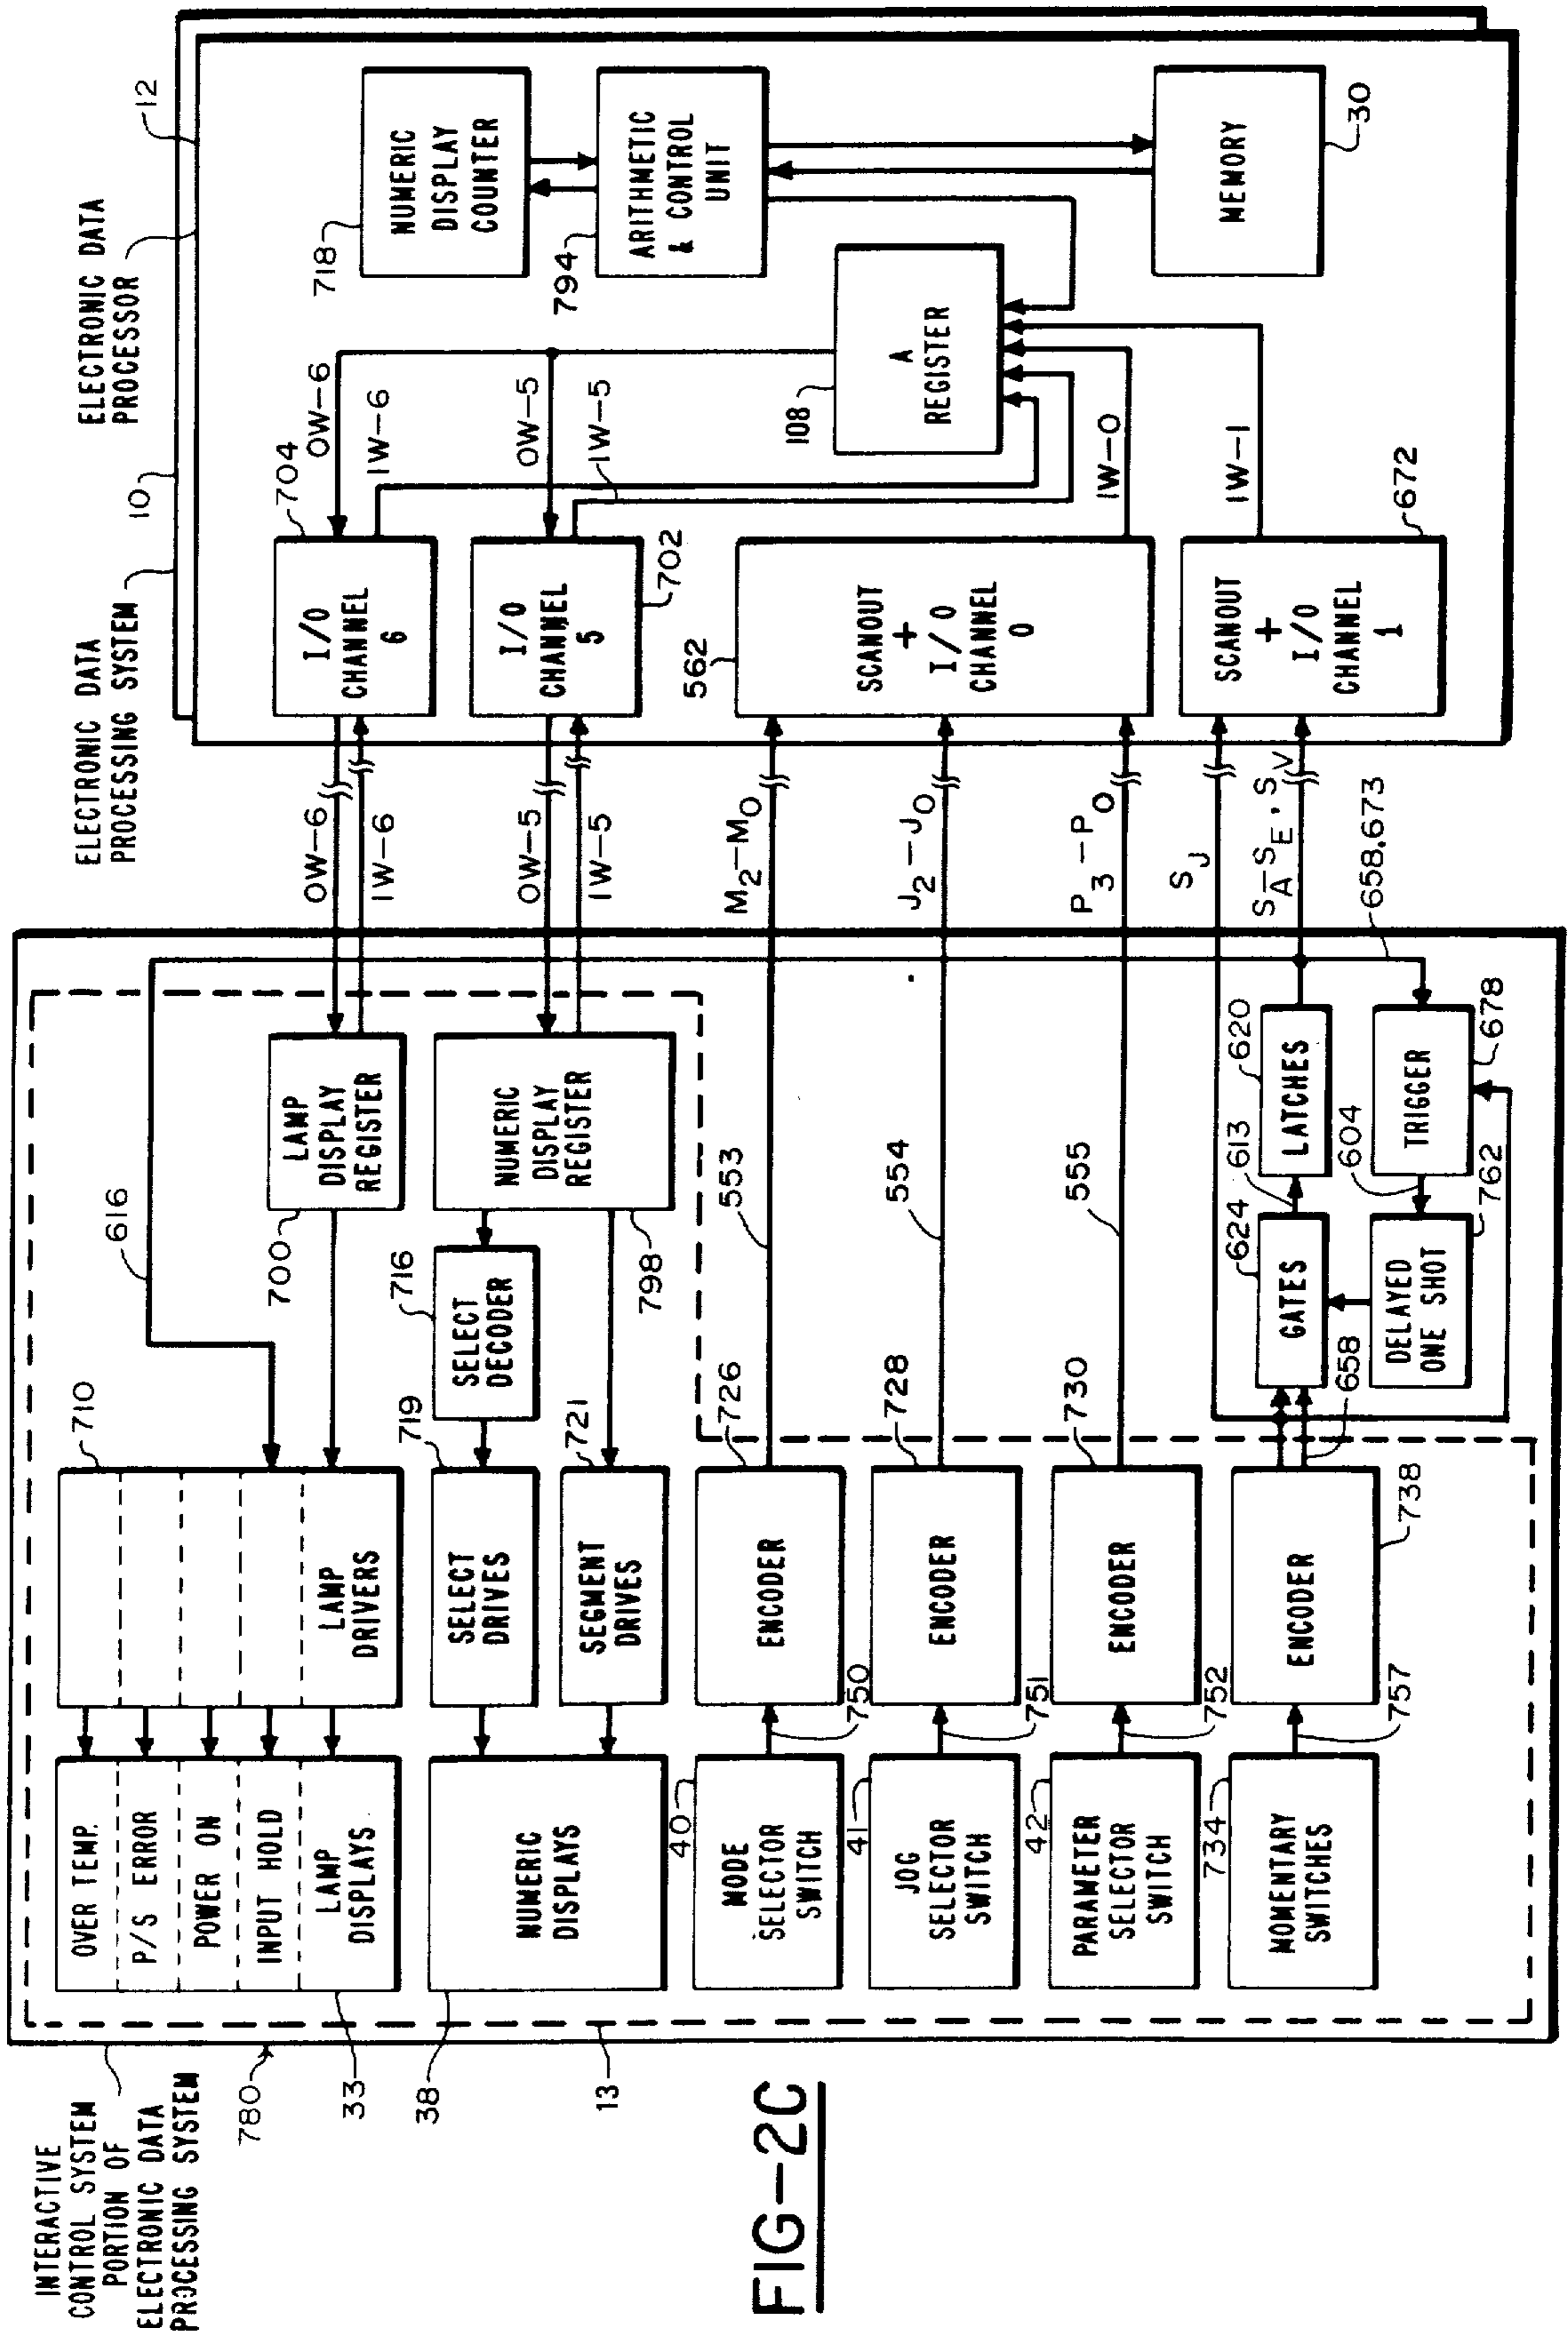 INTERACTIVE
CONTROL SYSTEM
PORTION OF
ELECTRONIC DATA
PROCESSING SYSTEM
780
33
38
13
OVER TEMP.
P/S ERROR
POWER ON
INPUT HOLD
LAMP
DISPLAYS
710
LAMP
DRIVERS
616
700
LAMP
DISPLAY
REGISTER
NUMERIC
DISPLAYS
719
SELECT
DRIVES
721
SEGMENT
DRIVES
716
SELECT
DECODER
NUMERIC
DISPLAY
REGISTER
798
40
MODE
SELECTOR
SWITCH
750
726
ENCODER
553
41
JOG
SELECTOR
SWITCH
751
728
ENCODER
554
42
PARAMETER
SELECTOR
SWITCH
752
730
ENCODER
555
734
MOMENTARY
SWITCHES
757
ENCODER
738
658
624
GATES
613
620
LATCHES
DELAYED
ONE SHOT
762
604
TRIGGER
678
658,673
OW-6
IW-6
OW-5
IW-5
M2-M0
J2-J0
P3-P0
SJ
SA-SE, SV
ELECTRONIC DATA
PROCESSING SYSTEM
10
ELECTRONIC DATA
PROCESSOR
12
704
I/O
CHANNEL
6
OW-6
IW-6
I/O
CHANNEL
5
702
OW-5
IW-5
562
SCANOUT
+
I/O
CHANNEL
0
IW-0
SCANOUT
+
I/O
CHANNEL
1
672
IW-1
108
A
REGISTER
718
NUMERIC
DISPLAY
COUNTER
794
ARITHMETIC
& CONTROL
UNIT
MEMORY
30
FIG-2C